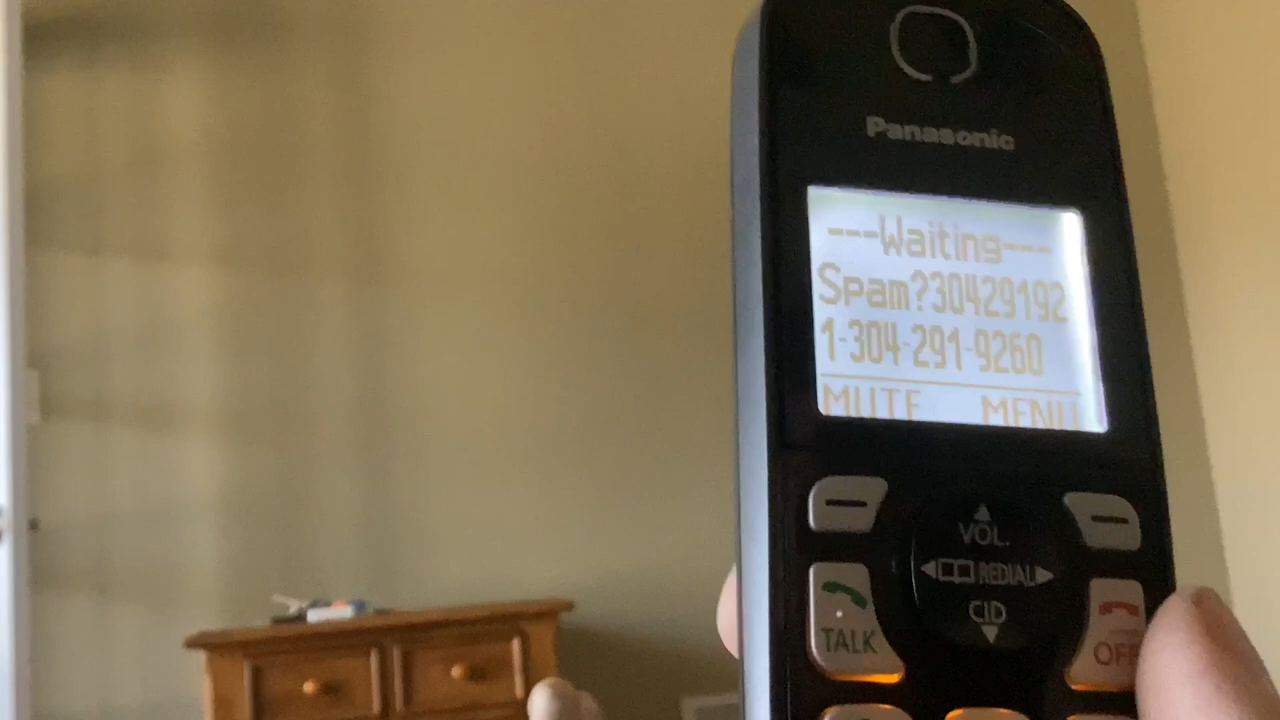 Panasonic
---Waiting---
Spam?30429192
1-304-291-9260
MUTE MENU
VOL.
REDIAL
CID
TALK
OFF